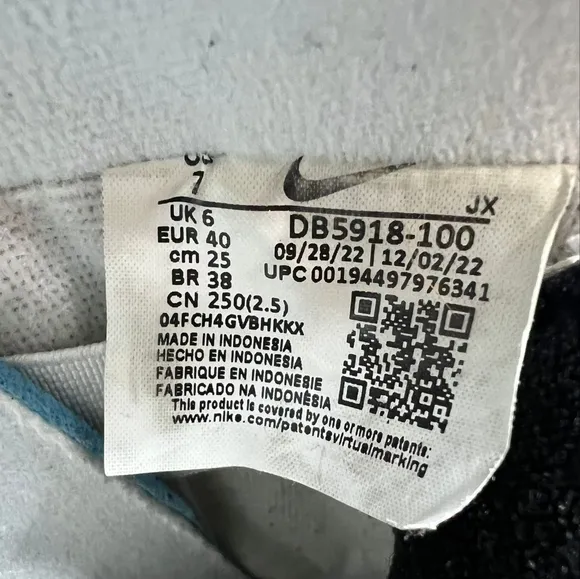 7
JX
UK 6
DB5918-100
EUR 40
09/28/22 | 12/02/22
cm 25
UPC 00194497976341
BR 38
CN 250(2.5)
04FCH4GVBHKKX
MADE IN INDONESIA
HECHO EN INDONESIA
FABRIQUE EN INDONESIE
FABRICADO NA INDONÉSIA
This product is covered by one or more patents:
www.nike.com/patentsvirtualmarking